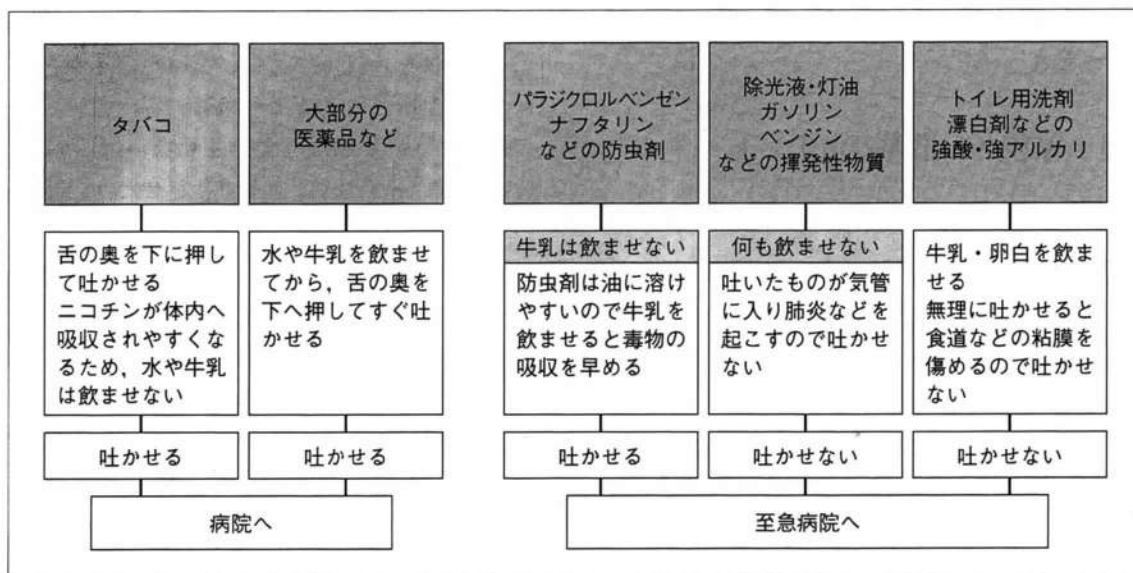 タバコ
大部分の
医薬品など
パラジクロルベンゼン
ナフタリン
などの防虫剤
除光液・灯油
ガソリン
ベンジン
などの揮発性物質
トイレ用洗剤
漂白剤などの
強酸・強アルカリ
舌の奥を下に押し
て吐かせる
ニコチンが体内へ
吸収されやすくな
るため，水や牛乳
は飲ませない
水や牛乳を飲ませ
てから，舌の奥を
下へ押してすぐ吐
かせる
牛乳は飲ませない
防虫剤は油に溶け
やすいので牛乳を
飲ませると毒物の
吸収を早める
何も飲ませない
吐いたものが気管
に入り肺炎などを
起こすので吐かせ
ない
牛乳・卵白を飲ま
せる
無理に吐かせると
食道などの粘膜を
傷めるので吐かせ
ない
吐かせる
吐かせる
吐かせる
吐かせない
吐かせない
病院へ
至急病院へ